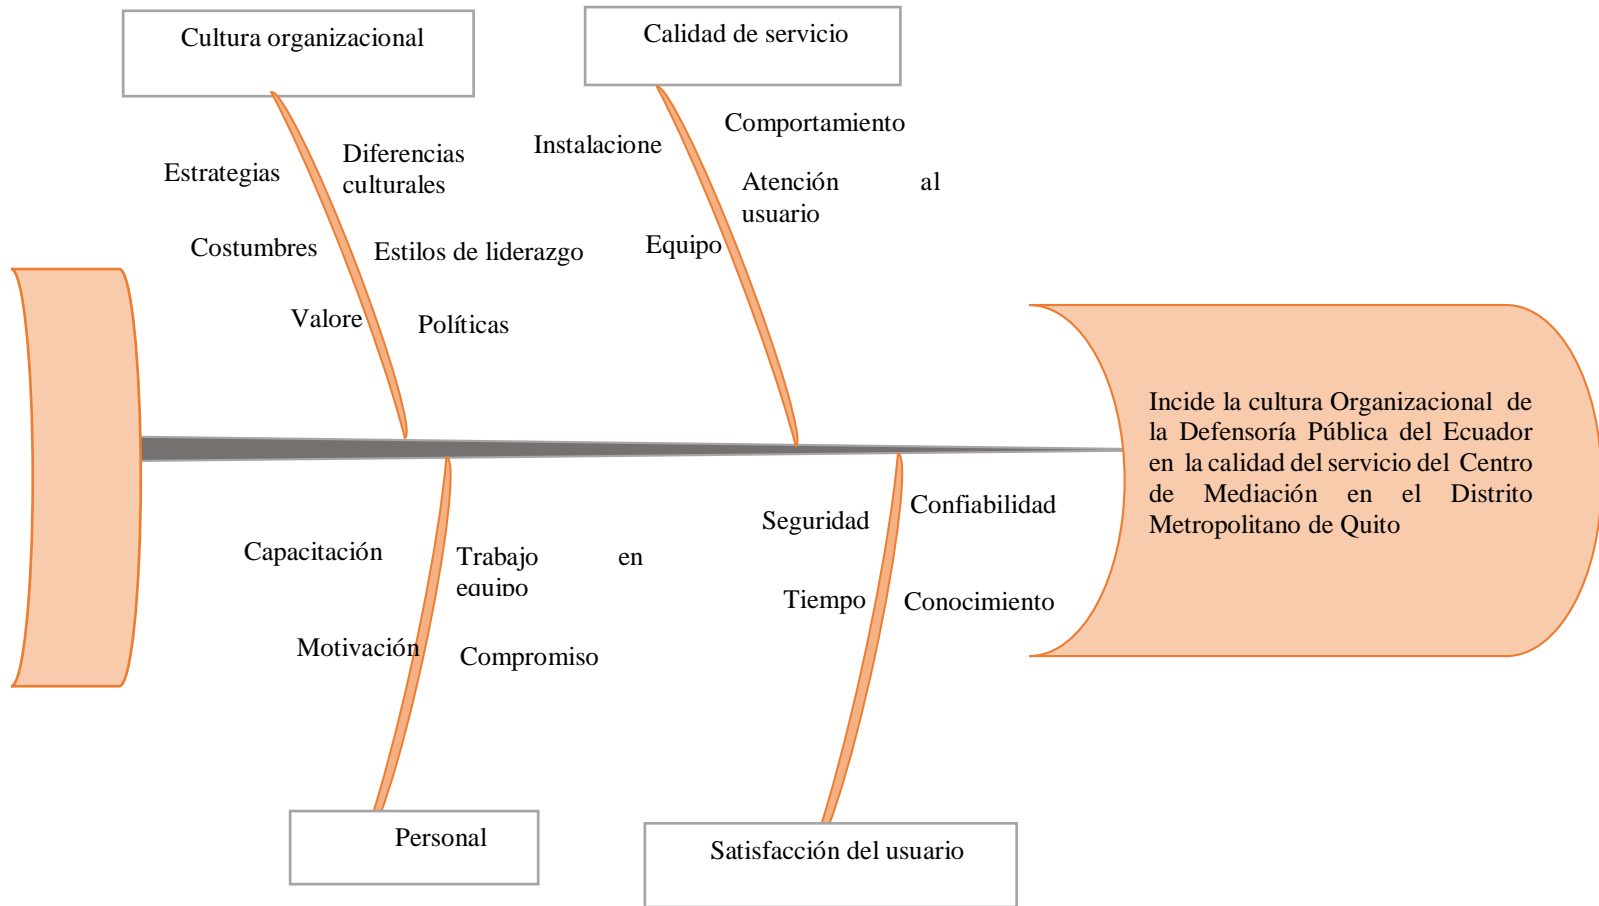 Cultura organizacional
Calidad de servicio
Estrategias
Diferencias
culturales
Costumbres
Estilos de liderazgo
Valore
Políticas
Instalacione
Comportamiento
Atención al
usuario
Equipo
Incide la cultura Organizacional de
la Defensoría Pública del Ecuador
en la calidad del servicio del Centro
de Mediación en el Distrito
Metropolitano de Quito
Capacitación
Trabajo en
equipo
Motivación
Compromiso
Seguridad
Confiabilidad
Tiempo
Conocimiento
Personal
Satisfacción del usuario